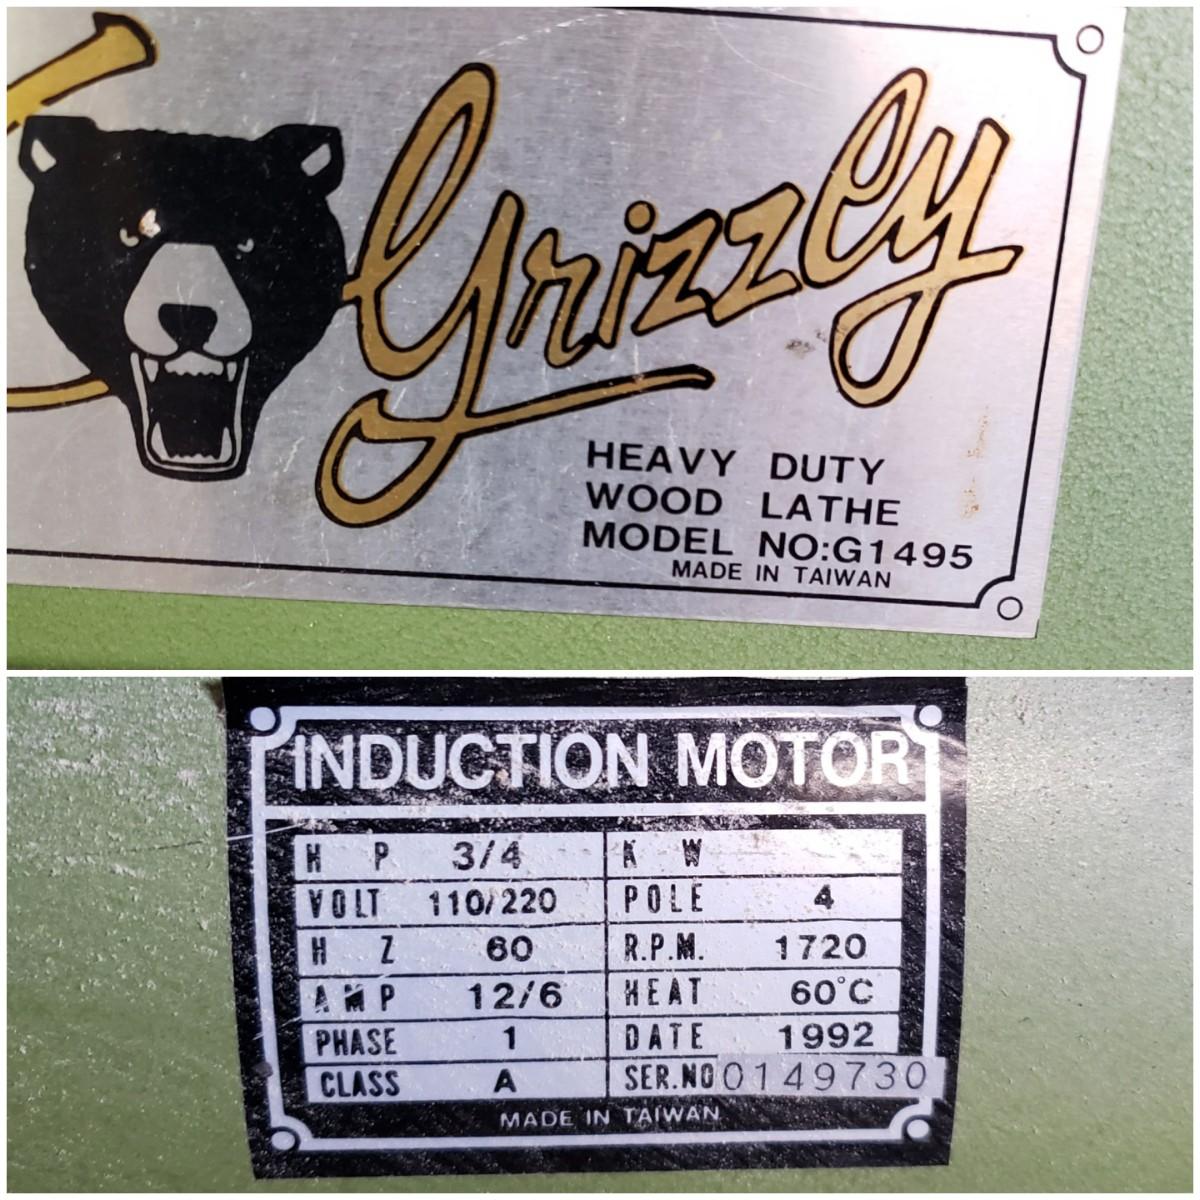 Grizzly
HEAVY DUTY
WOOD LATHE
MODEL NO:G1495
MADE IN TAIWAN
INDUCTION MOTOR
H P 3/4 K W
VOLT 110/220 POLE 4
H Z 60 R.P.M. 1720
AMP 12/6 HEAT 60°C
PHASE 1 DATE 1992
CLASS A SER.NO 0149730
MADE IN TAIWAN